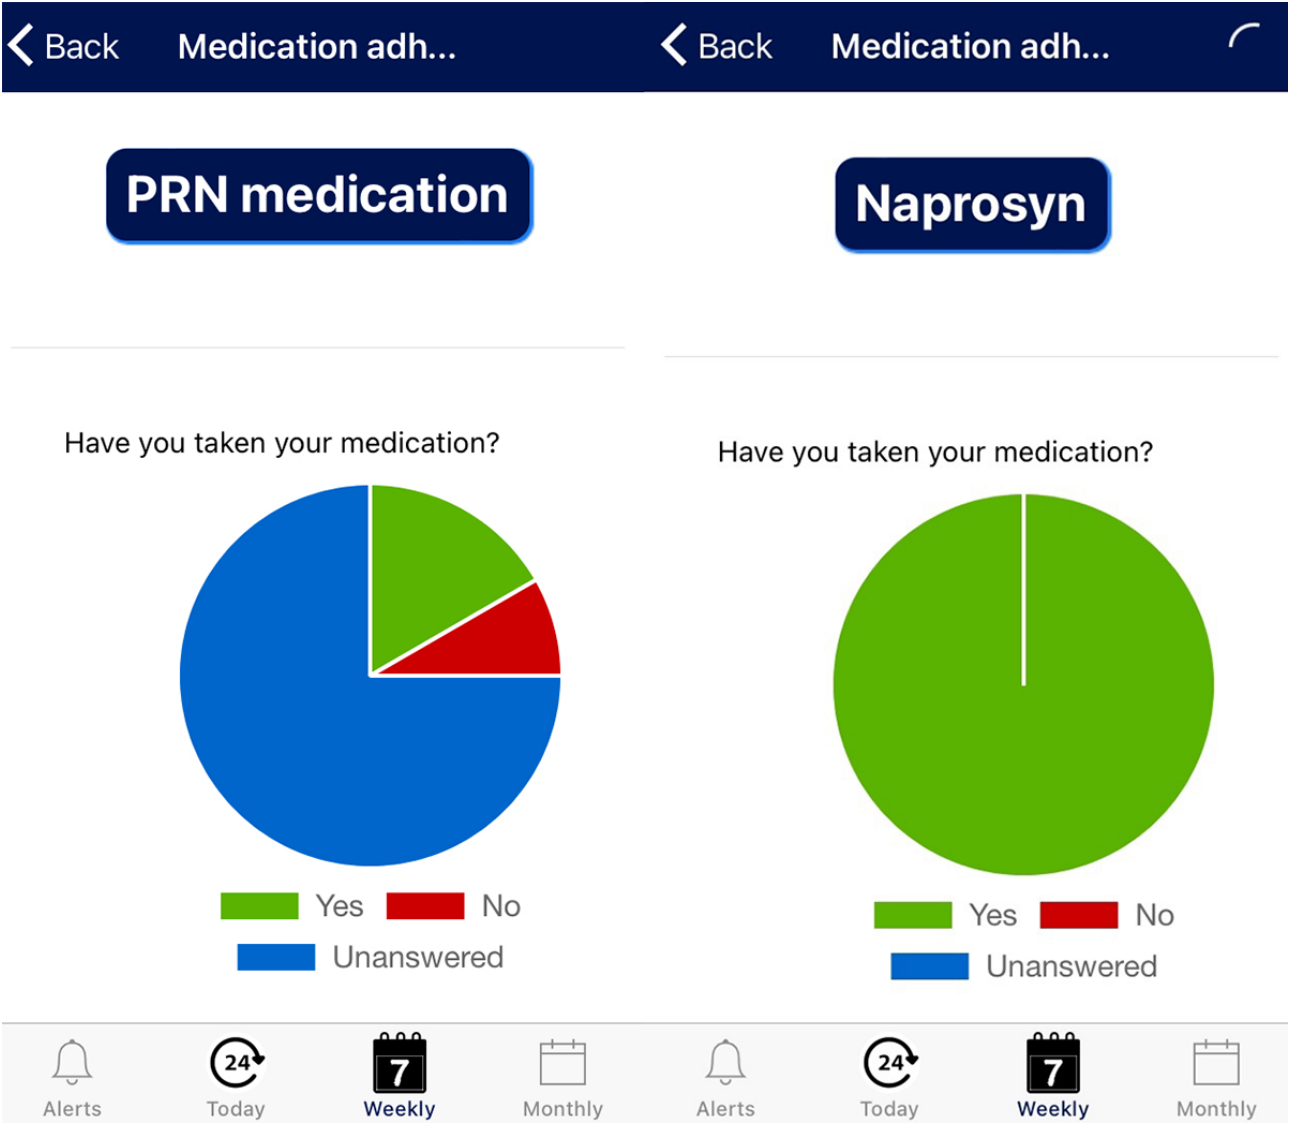 Back Medication adh...
PRN medication
Have you taken your medication?
Yes No
Unanswered
Alerts 24 Today 7 Weekly Monthly
Back Medication adh...
Naprosyn
Have you taken your medication?
Yes No
Unanswered
Alerts 24 Today 7 Weekly Monthly